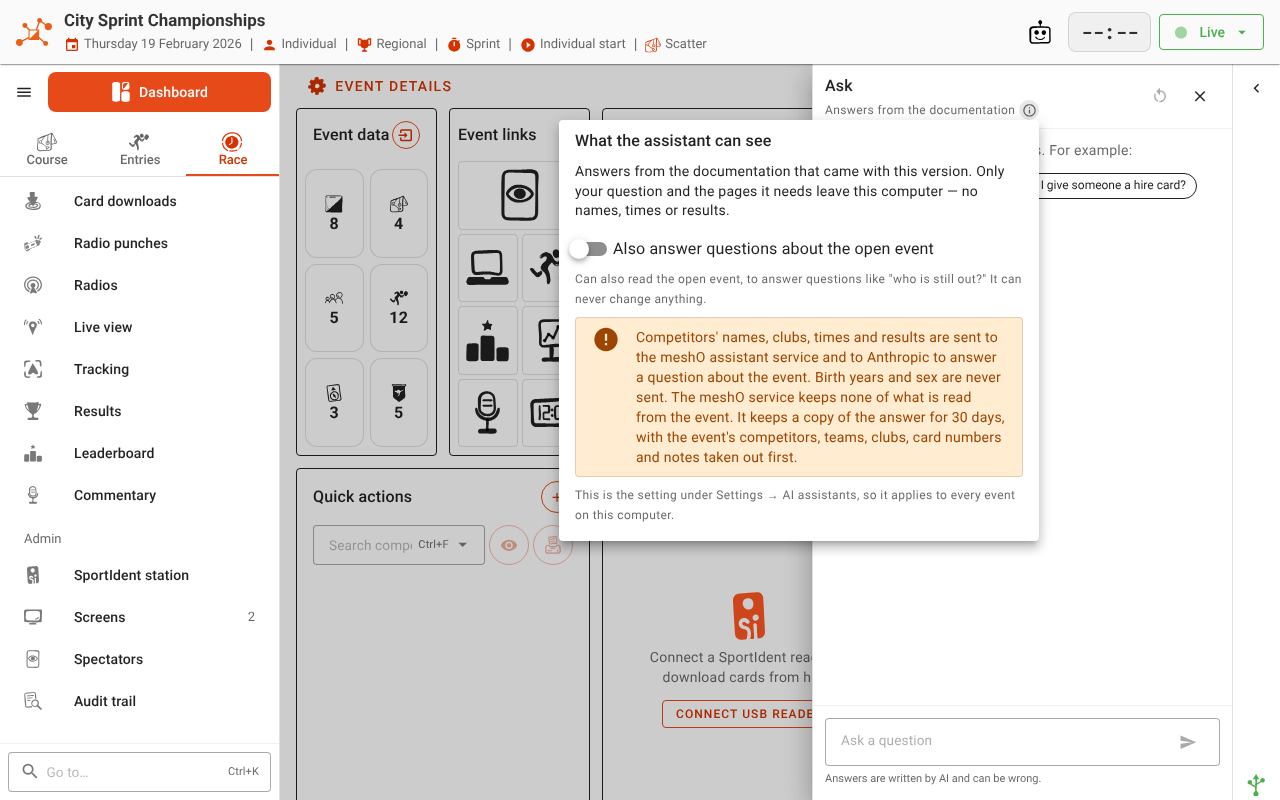 City Sprint Championships
Thursday 19 February 2026 | Individual | Regional | Sprint | Individual start | Scatter
--:--
Live
Dashboard
Course
Entries
Race
Card downloads
Radio punches
Radios
Live view
Tracking
Results
Leaderboard
Commentary
Admin
SportIdent station
Screens 2
Spectators
Audit trail
Go to… Ctrl+K
EVENT DETAILS
Event data
8
4
5
12
3
5
Event links
12:0
Quick actions
Search comp Ctrl+F
Si
Connect a SportIdent rea
download cards from h
CONNECT USB READE
Ask
Answers from the documentation
s. For example:
I give someone a hire card?
What the assistant can see
Answers from the documentation that came with this version. Only
your question and the pages it needs leave this computer — no
names, times or results.
Also answer questions about the open event
Can also read the open event, to answer questions like "who is still out?" It can
never change anything.
Competitors' names, clubs, times and results are sent to
the meshO assistant service and to Anthropic to answer
a question about the event. Birth years and sex are never
sent. The meshO service keeps none of what is read
from the event. It keeps a copy of the answer for 30 days,
with the event's competitors, teams, clubs, card numbers
and notes taken out first.
This is the setting under Settings → AI assistants, so it applies to every event
on this computer.
Ask a question
Answers are written by AI and can be wrong.